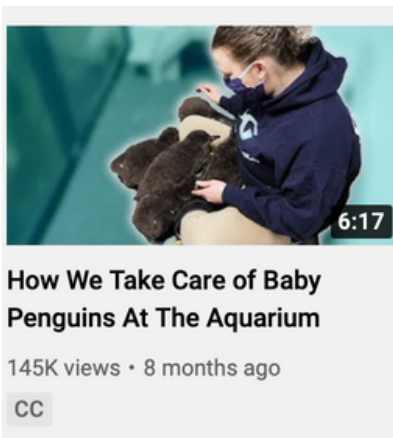 6:17
How We Take Care of Baby
Penguins At The Aquarium
145K views • 8 months ago
CC